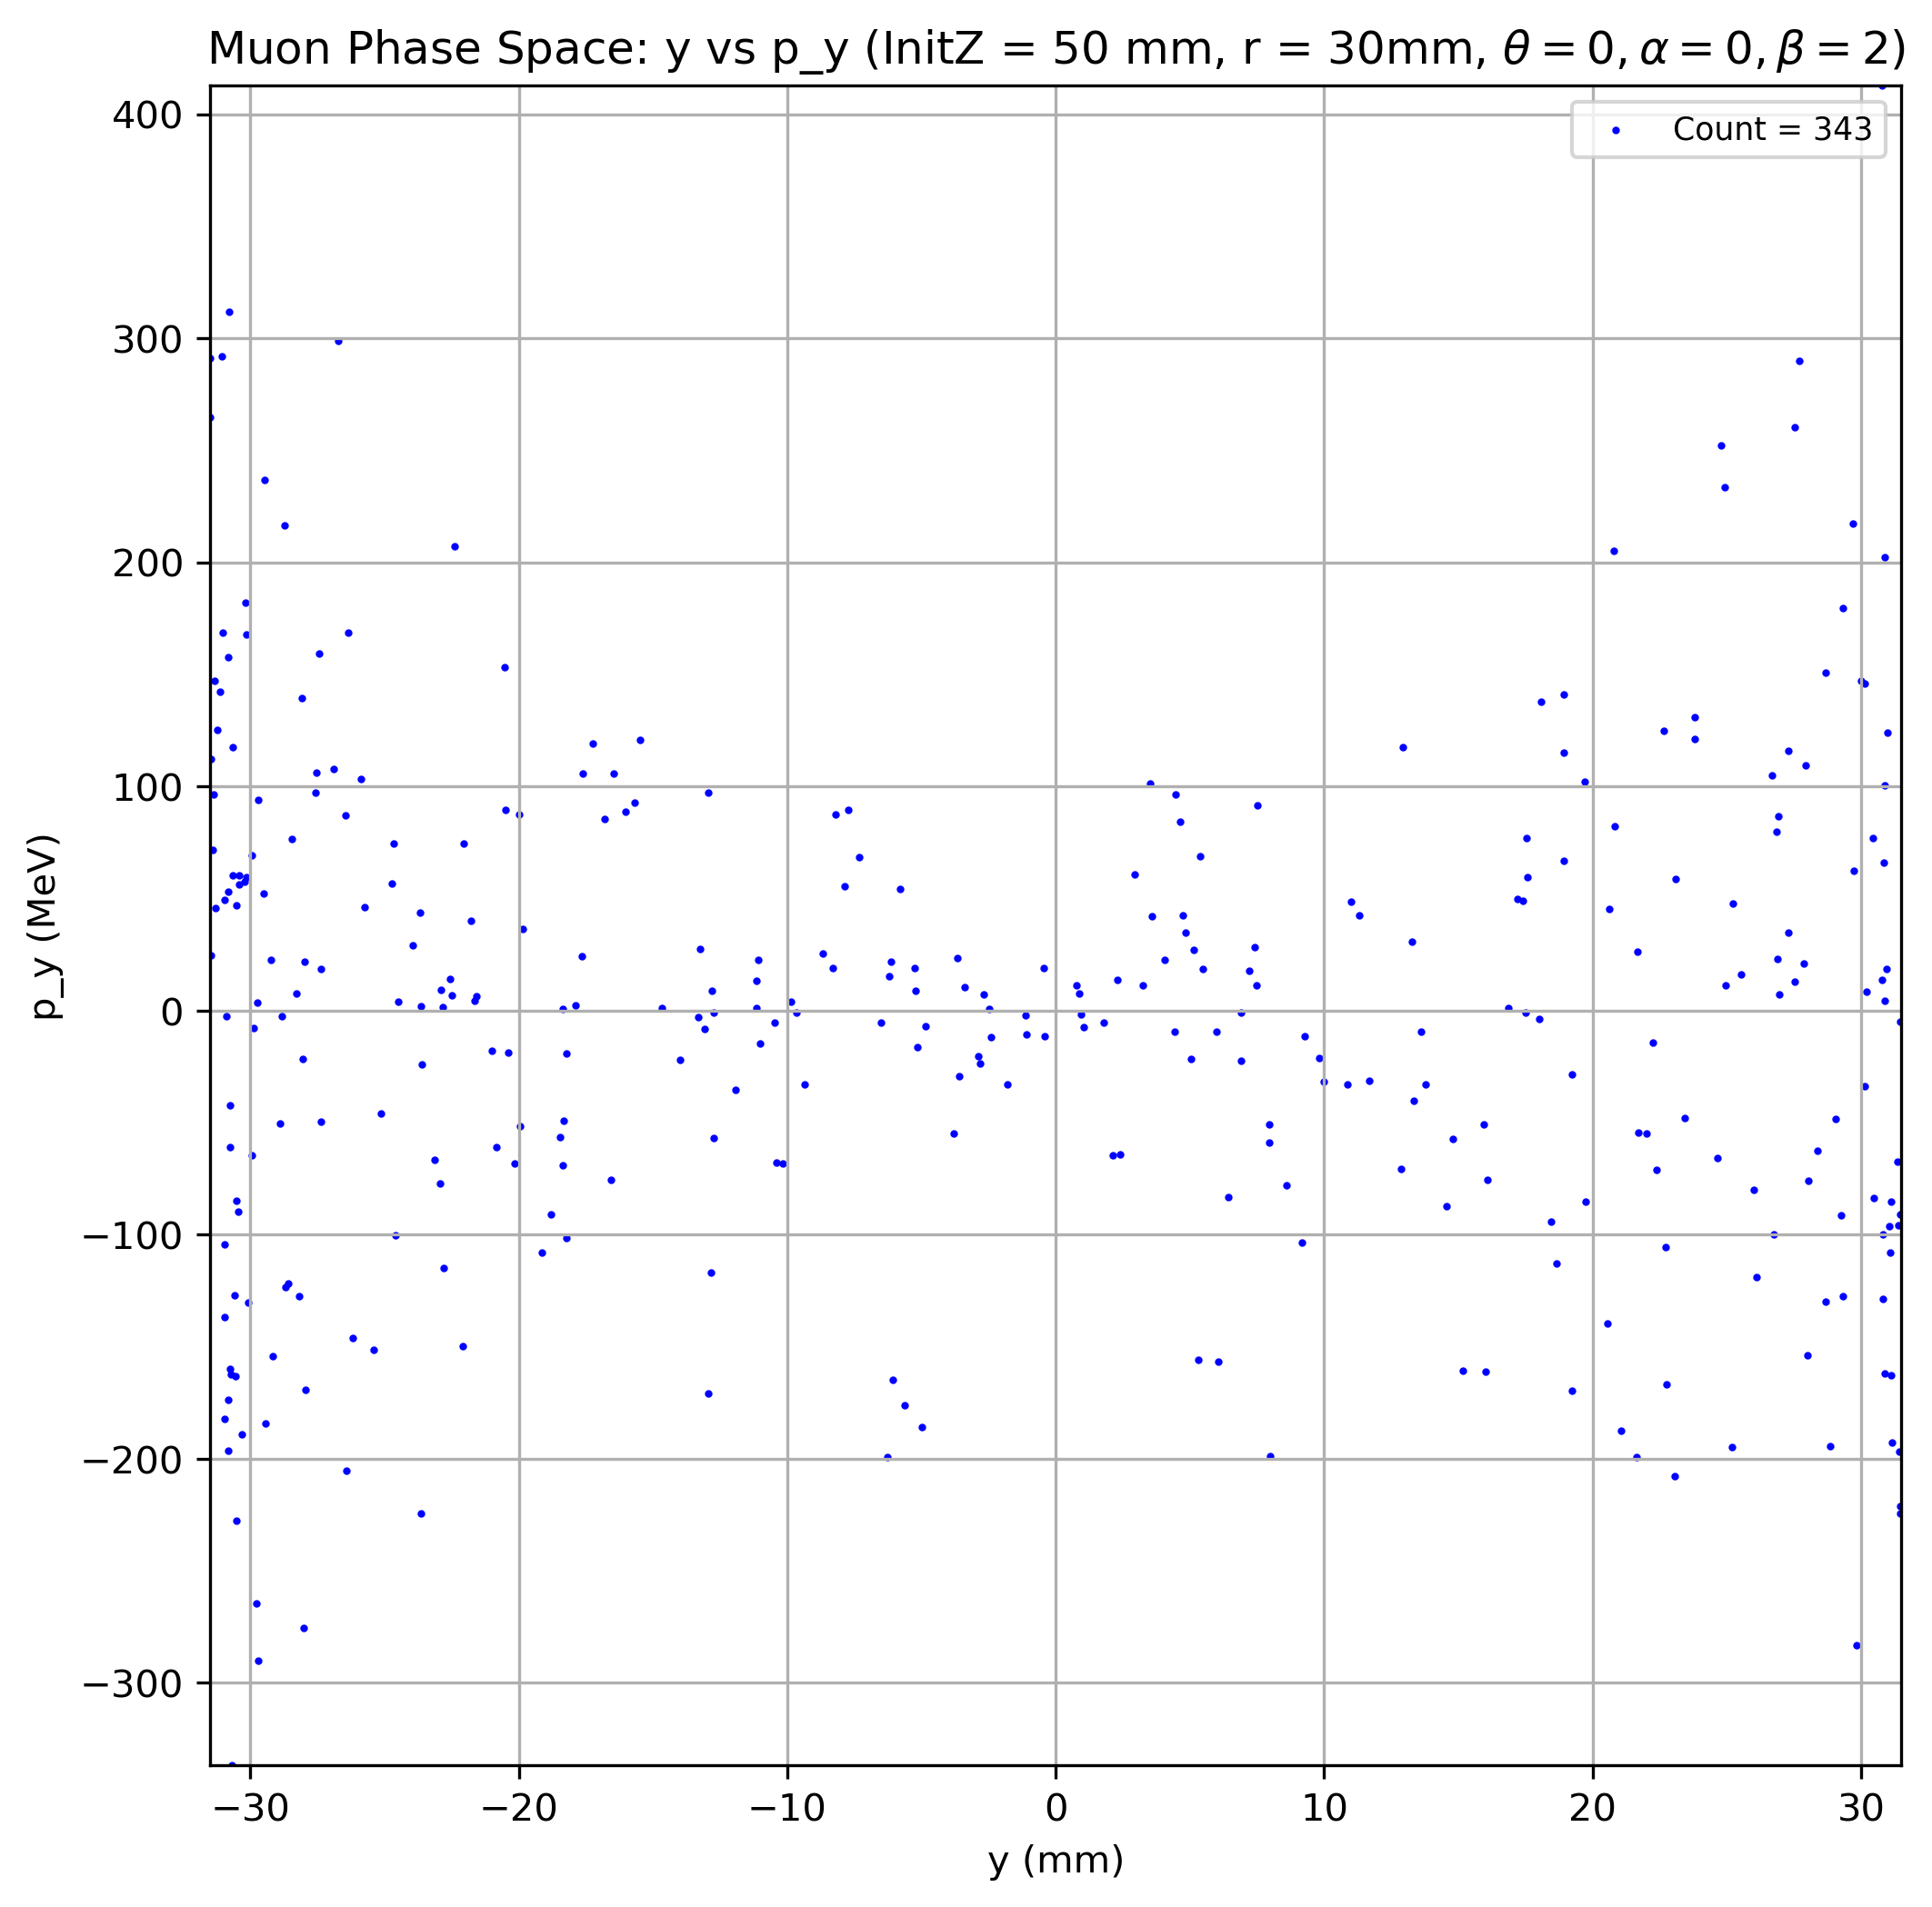 Muon Phase Space: y vs p_y (InitZ = 50 mm, r = 30mm, θ = 0, α = 0, β = 2)
Count = 343
400
300
200
100
0
−100
−200
−300
p_y (MeV)
−30 −20 −10 0 10 20 30
y (mm)